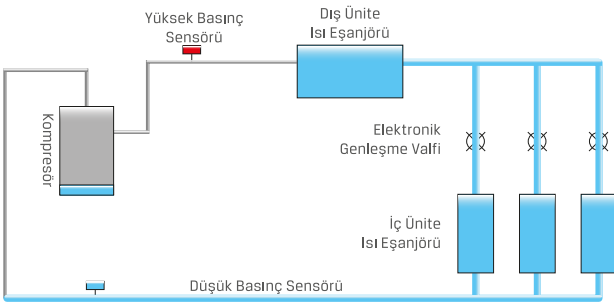 Yüksek Basınç
Sensörü
Dış Ünite
Isı Eşanjörü
Kompresör
Elektronik
Genleşme Valfi
İç Ünite
Isı Eşanjörü
Düşük Basınç Sensörü